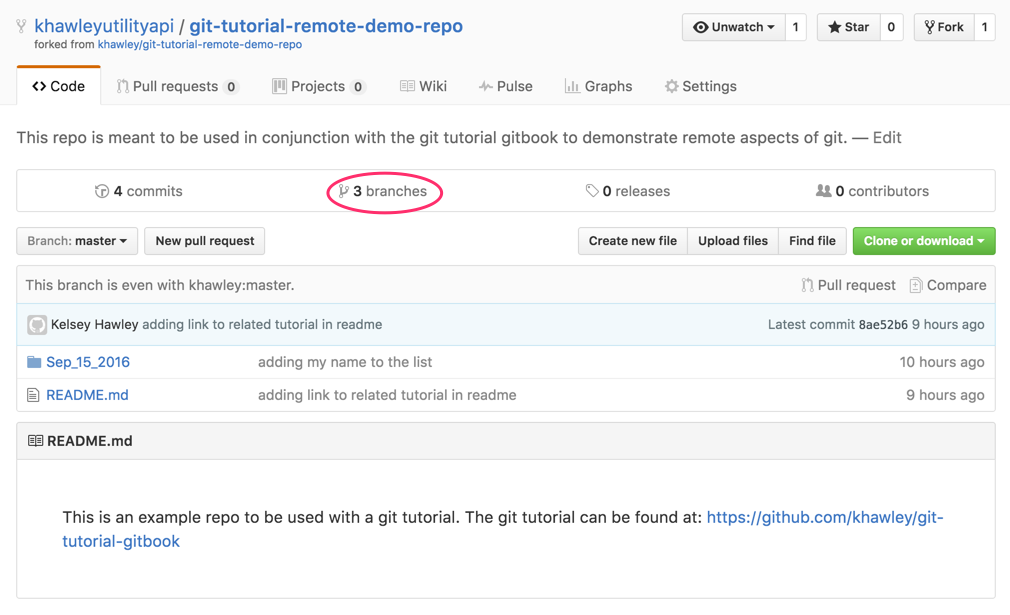 khawleyutilityapi / git-tutorial-remote-demo-repo
forked from khawley/git-tutorial-remote-demo-repo
Unwatch 1 Star 0 Fork 1
Code Pull requests 0 Projects 0 Wiki Pulse Graphs Settings
This repo is meant to be used in conjunction with the git tutorial gitbook to demonstrate remote aspects of git. — Edit
4 commits 3 branches 0 releases 0 contributors
Branch: master New pull request Create new file Upload files Find file Clone or download
This branch is even with khawley:master. Pull request Compare
Kelsey Hawley adding link to related tutorial in readme Latest commit 8ae52b6 9 hours ago
Sep_15_2016 adding my name to the list 10 hours ago
README.md adding link to related tutorial in readme 9 hours ago
README.md
This is an example repo to be used with a git tutorial. The git tutorial can be found at: https://github.com/khawley/git-
tutorial-gitbook